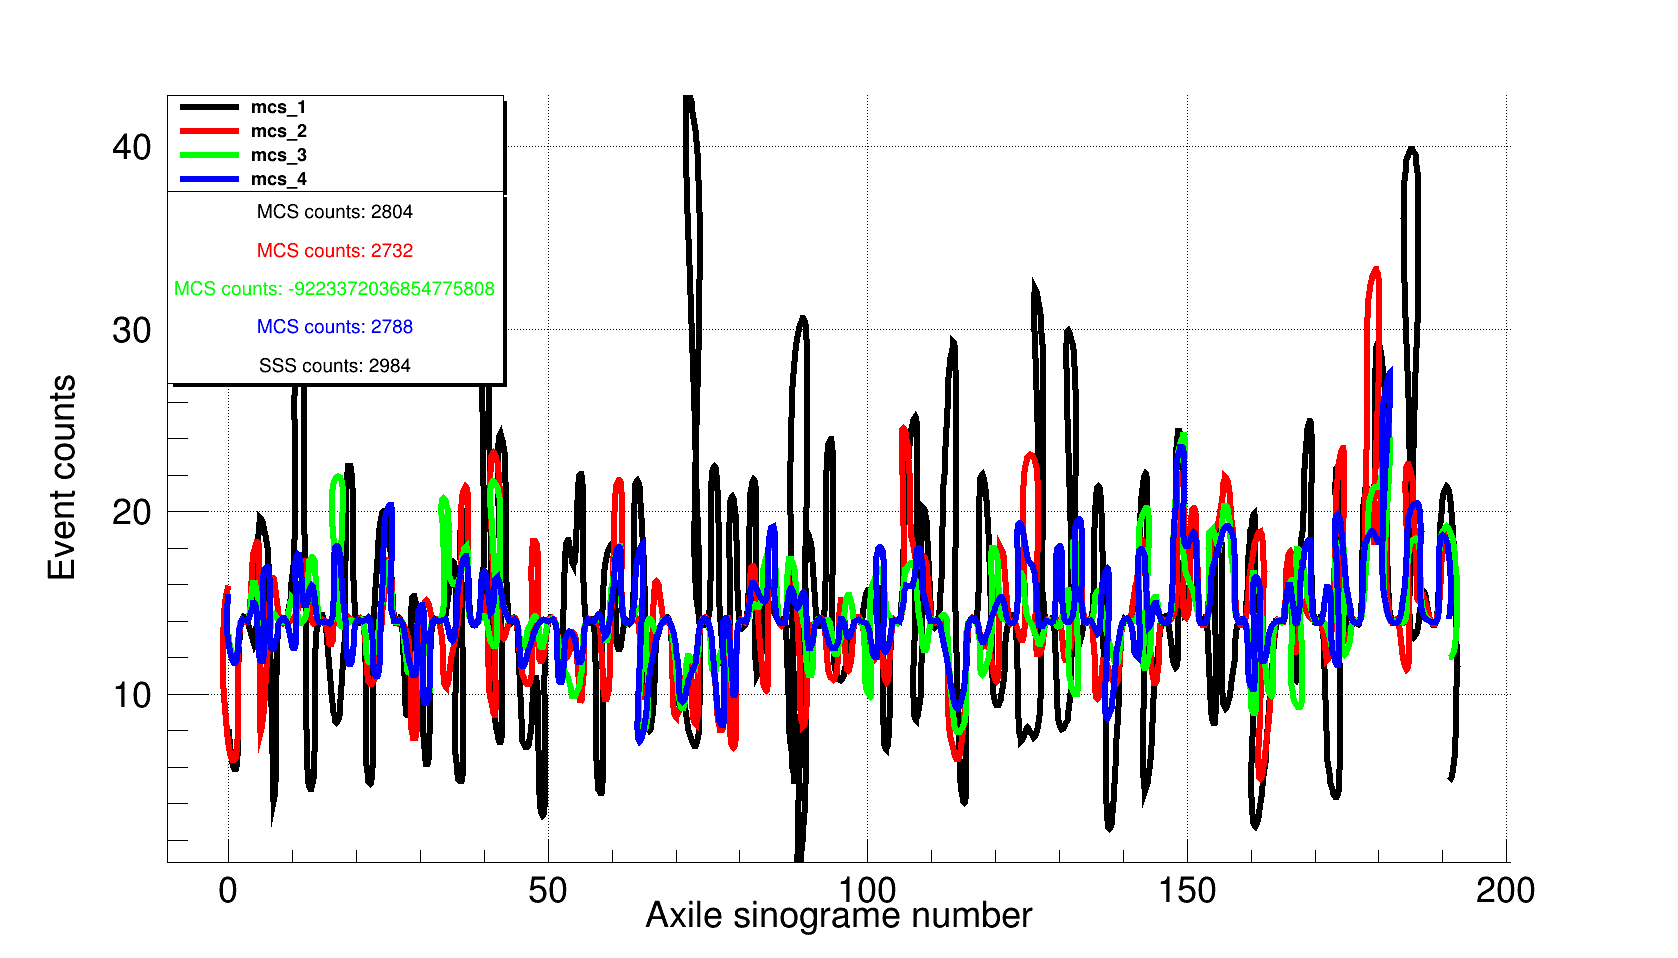 mcs_1
mcs_2
mcs_3
mcs_4
MCS counts: 2804
MCS counts: 2732
MCS counts: -9223372036854775808
MCS counts: 2788
SSS counts: 2984
40
30
20
10
Event counts
0 50 100 150 200
Axile sinograme number